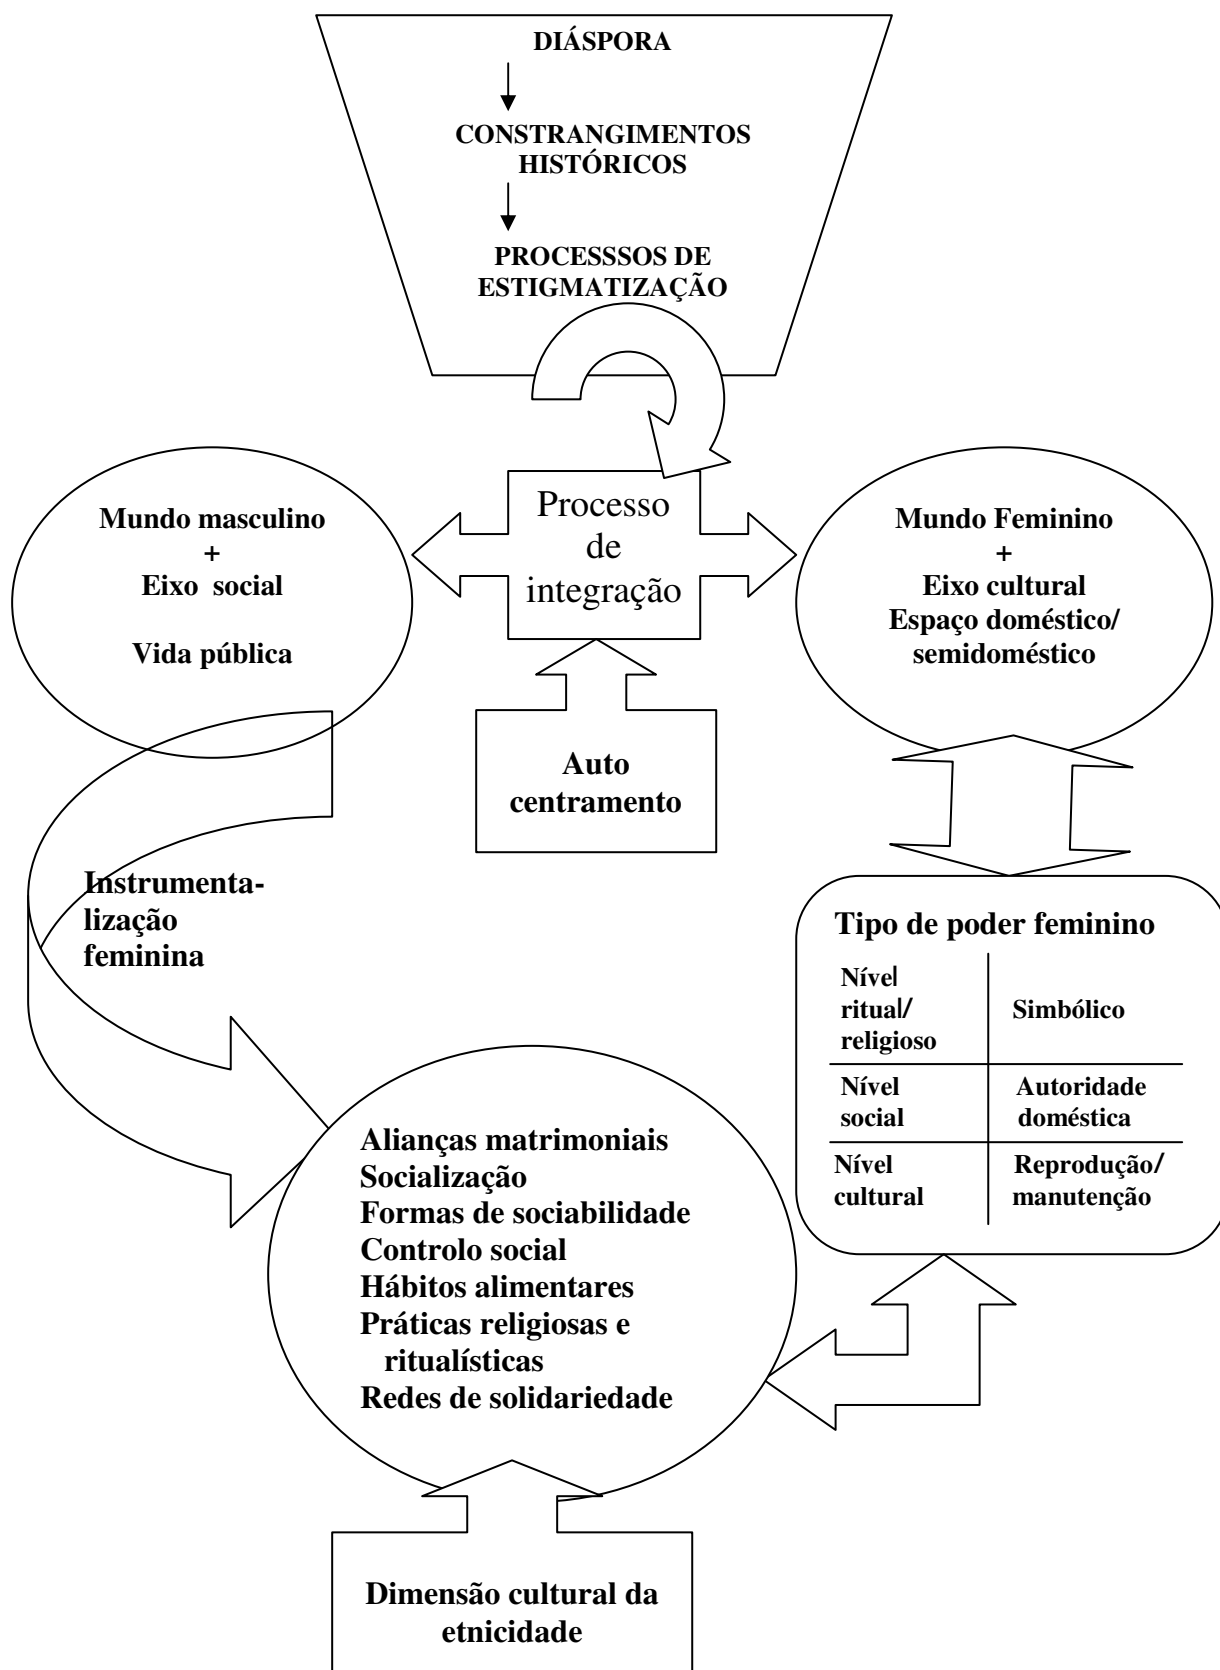 DIÁSPORA
CONSTRANGIMENTOS
HISTÓRICOS
PROCESSSOS DE
ESTIGMATIZAÇÃO
Mundo masculino
+
Eixo social
Vida pública
Processo
de
integração
Mundo Feminino
+
Eixo cultural
Espaço doméstico/
semidoméstico
Auto
centramento
Instrumenta-
lização
feminina
Tipo de poder feminino
Nível
ritual/
religioso
Simbólico
Nível
social
Autoridade
doméstica
Nível
cultural
Reprodução/
manutenção
Alianças matrimoniais
Socialização
Formas de sociabilidade
Controlo social
Hábitos alimentares
Práticas religiosas e
ritualísticas
Redes de solidariedade
Dimensão cultural da
etnicidade